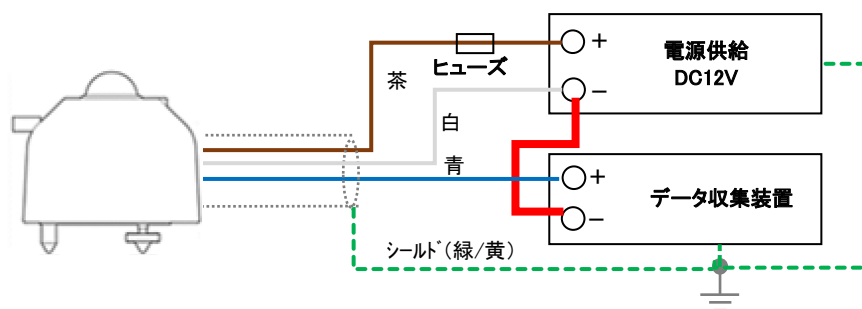 +
電源供給
DC12V
ヒューズ
茶
−
白
青
+
データ収集装置
−
シールド(緑/黄)